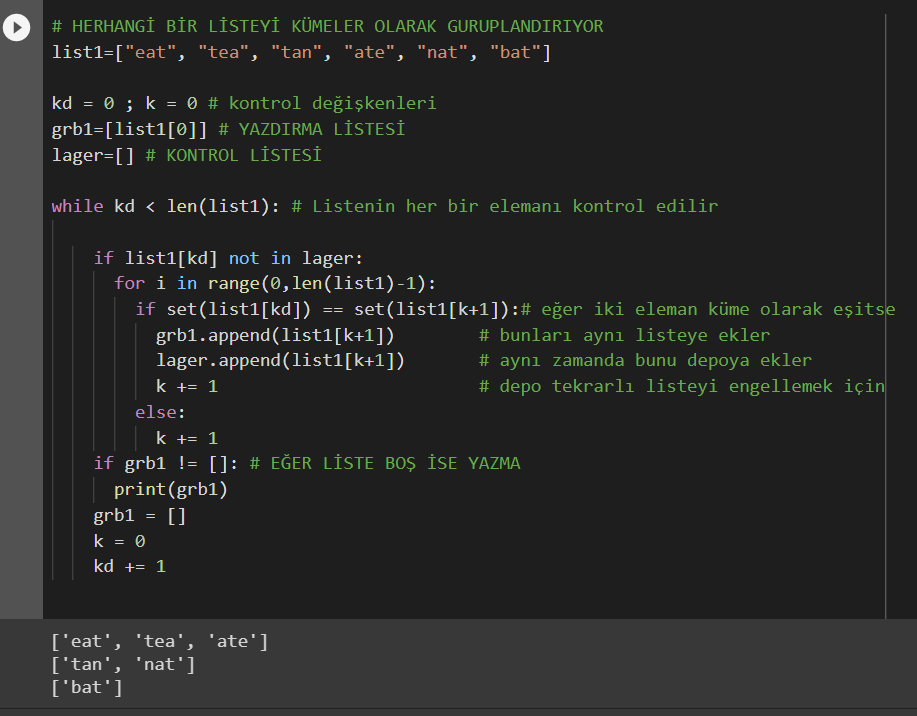 # HERHANGİ BİR LİSTEYİ KÜMELER OLARAK GURUPLANDIRIYOR
list1=["eat", "tea", "tan", "ate", "nat", "bat"]
kd = 0 ; k = 0 # kontrol değişkenleri
grb1=[list1[0]] # YAZDIRMA LİSTESİ
lager=[] # KONTROL LİSTESİ
while kd < len(list1): # Listenin her bir elemanı kontrol edilir
if list1[kd] not in lager:
for i in range(0,len(list1)-1):
if set(list1[kd]) == set(list1[k+1]):# eğer iki eleman küme olarak eşitse
grb1.append(list1[k+1]) # bunları aynı listeye ekler
lager.append(list1[k+1]) # aynı zamanda bunu depoya ekler
k += 1 # depo tekrarlı listeyi engellemek için
else:
k += 1
if grb1 != []: # EĞER LİSTE BOŞ İSE YAZMA
print(grb1)
grb1 = []
k = 0
kd += 1
['eat', 'tea', 'ate']
['tan', 'nat']
['bat']